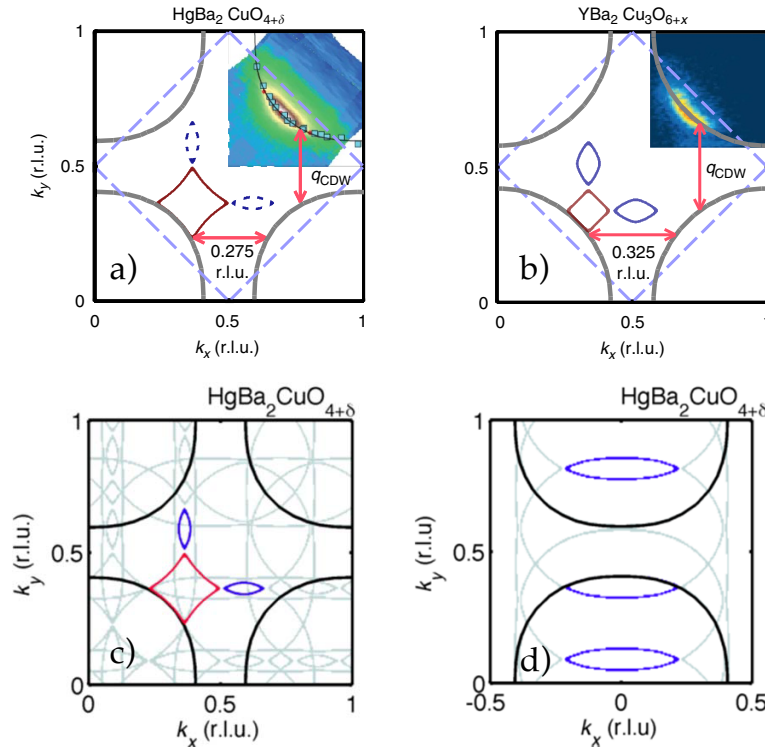 HgBa2 CuO4+δ
1
0.5
0
ky (r.l.u.)
qCDW
0.275
r.l.u.
a)
0
0.5
1
kx (r.l.u.)
YBa2 Cu3O6+x
1
0.5
0
ky (r.l.u.)
qCDW
0.325
r.l.u.
b)
0
0.5
1
kx (r.l.u.)
HgBa2CuO4+δ
1
0.5
0
ky (r.l.u.)
c)
0
0.5
1
kx (r.l.u.)
HgBa2CuO4+δ
1
0.5
0
ky (r.l.u)
d)
-0.5
0
0.5
kx (r.l.u)